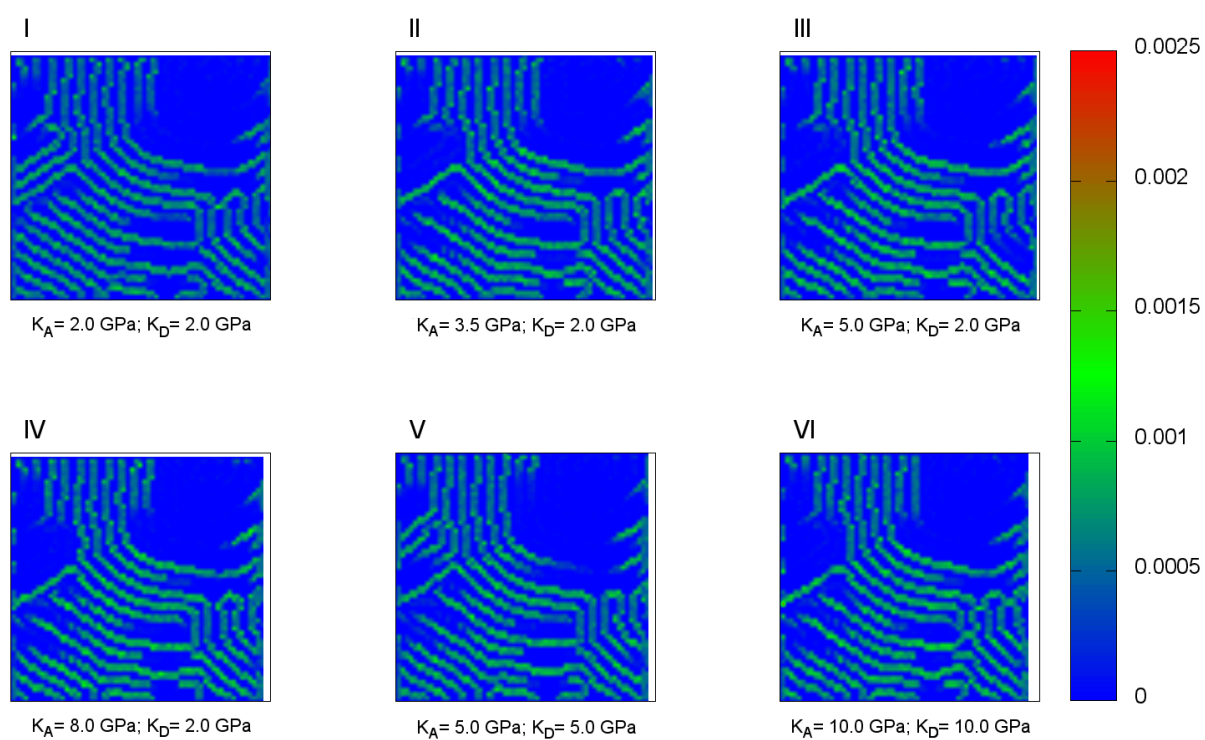 I
II
III
K_A= 2.0 GPa; K_D= 2.0 GPa
K_A= 3.5 GPa; K_D= 2.0 GPa
K_A= 5.0 GPa; K_D= 2.0 GPa
IV
V
VI
K_A= 8.0 GPa; K_D= 2.0 GPa
K_A= 5.0 GPa; K_D= 5.0 GPa
K_A= 10.0 GPa; K_D= 10.0 GPa
0.0025
0.002
0.0015
0.001
0.0005
0